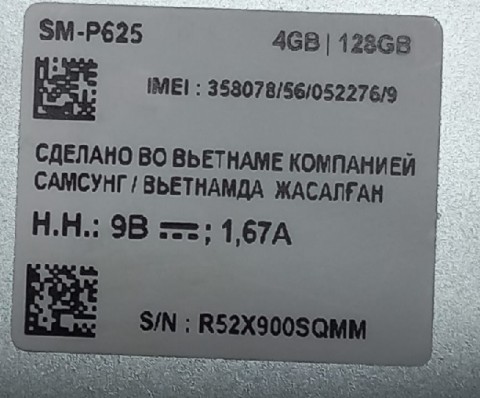 SM-P625
4GB | 128GB
IMEI : 358078/56/052276/9
СДЕЛАНО ВО ВЬЕТНАМЕ КОМПАНИЕЙ
САМСУНГ / ВЬЕТНАМДА ЖАСАЛҒАН
Н.Н.: 9В ⎓; 1,67А
S/N : R52X900SQMM